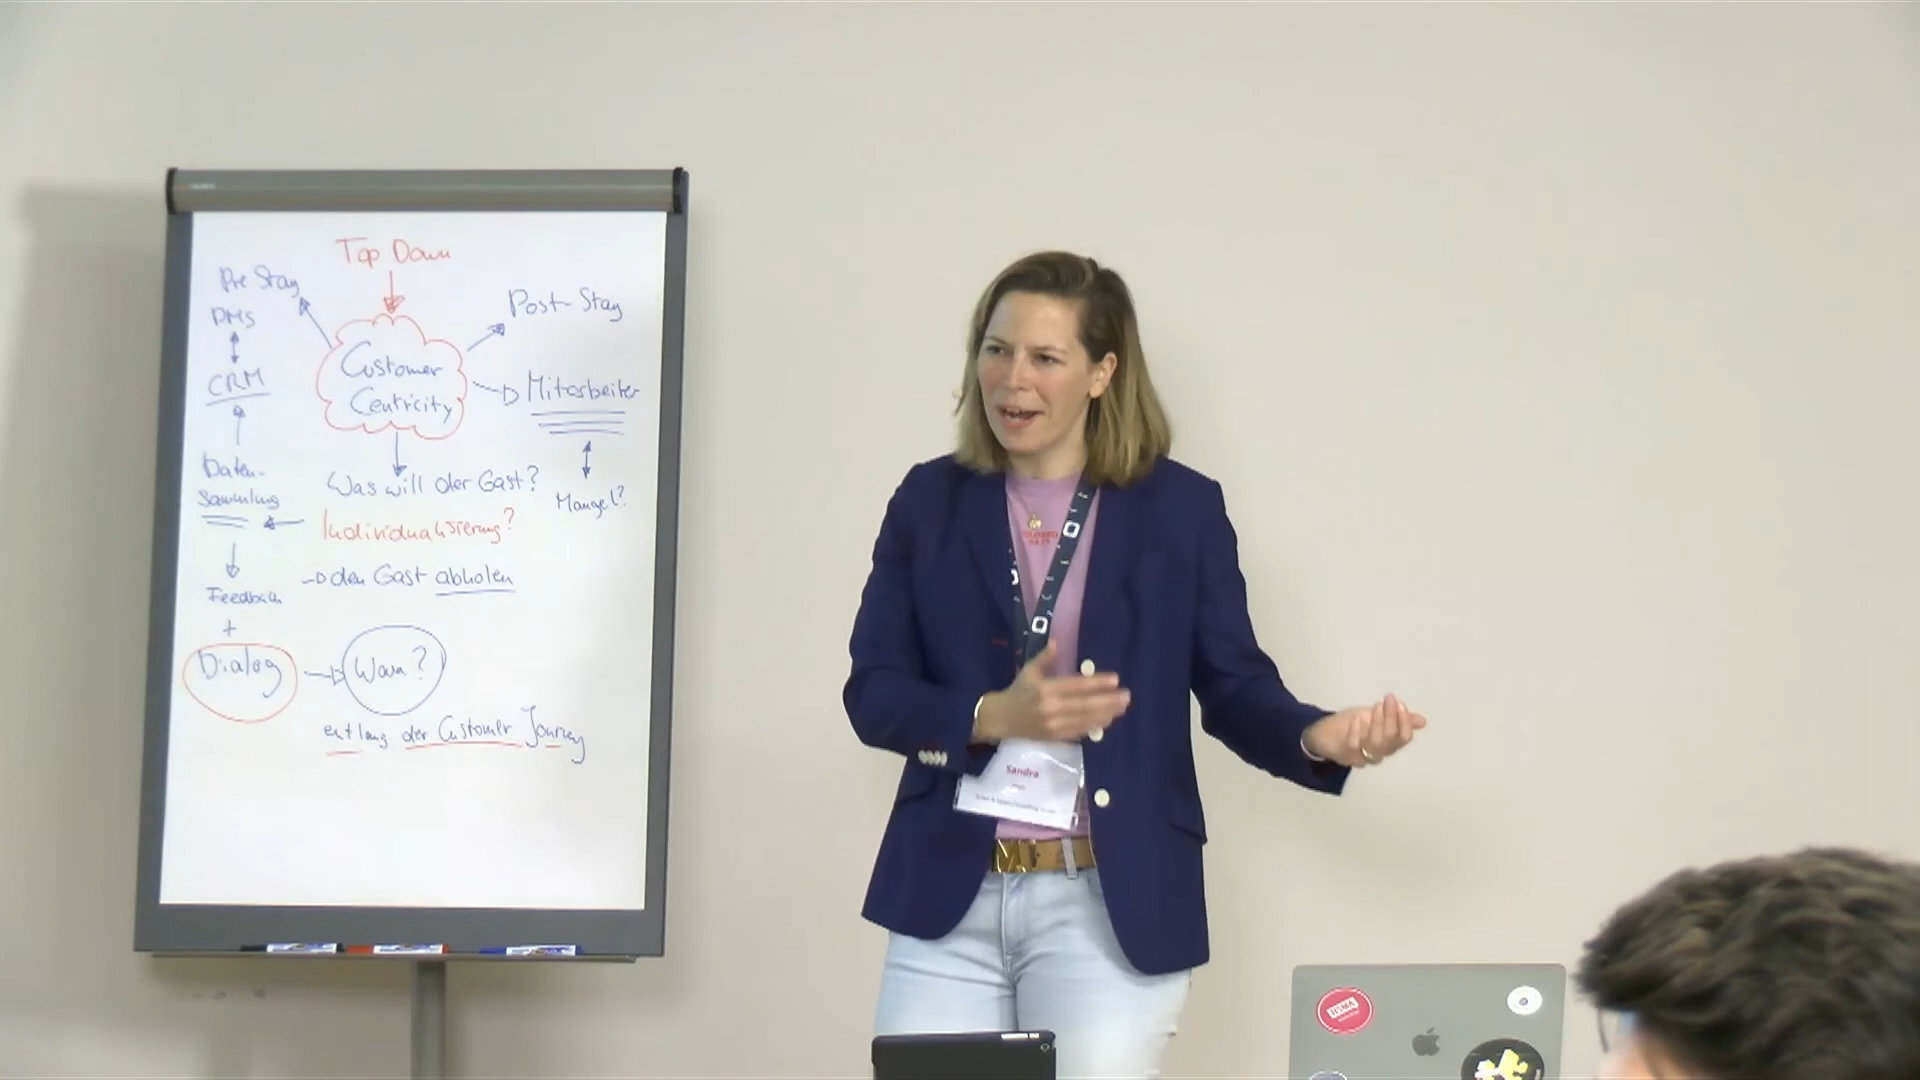 Top Down
Pre Stay
PMS
CRM
Daten-
Sammlung
Feedback
+
Dialog
Customer
Centricity
Post-Stay
Mitarbeiter
Mangel?
Was will der Gast?
Individualisierung?
den Gast abholen
Wann?
entlang der Customer Journey
Sandra